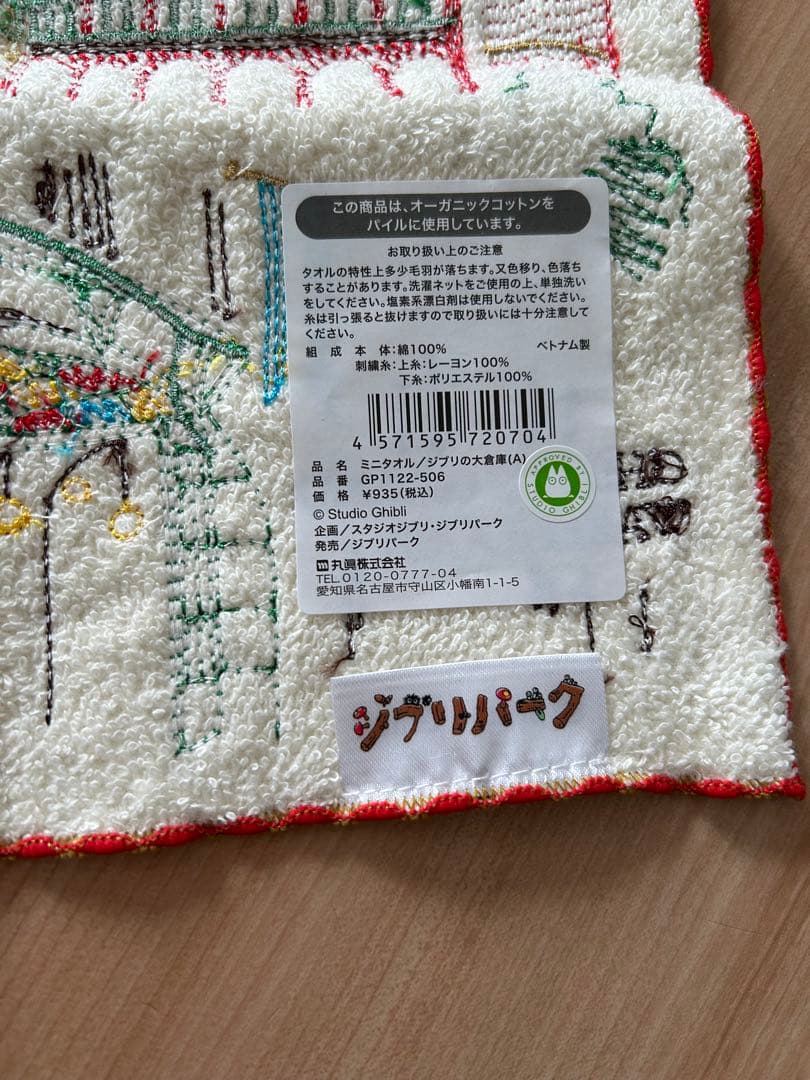 この商品は、オーガニックコットンを
パイルに使用しています。
お取り扱い上のご注意
タオルの特性上多少毛羽が落ちます。又色移り、色落ち
することがあります。洗濯ネットをご使用の上、単独洗い
をしてください。塩素系漂白剤は使用しないでください。
糸は引っ張ると抜けますので取り扱いには十分注意して
ください。
組 成 本 体:綿100% ベトナム製
刺繍糸:上糸:レーヨン100%
下糸:ポリエステル100%
4 571595 720704
品 名 ミニタオル/ジブリの大倉庫(A)
品 番 GP1122-506
価 格 ¥935(税込)
APPROVED BY STUDIO GHIBLI
© Studio Ghibli
企画/スタジオジブリ・ジブリパーク
発売/ジブリパーク
m 丸眞株式会社
TEL.0120-0777-04
愛知県名古屋市守山区小幡南1-1-5
ジブリパーク